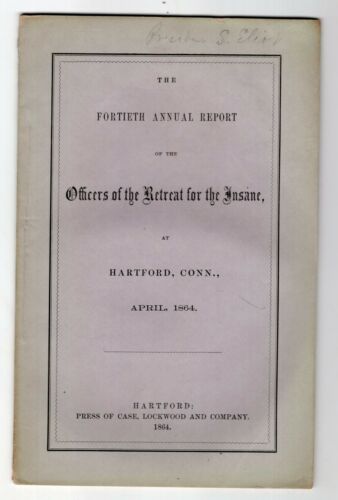 S.
THE
FORTIETH ANNUAL REPORT
OF THE
Officers of the Retreat for the Insane,
AT
HARTFORD, CONN.,
APRIL, 1864.
HARTFORD:
PRESS OF CASE, LOCKWOOD AND COMPANY.
1864.